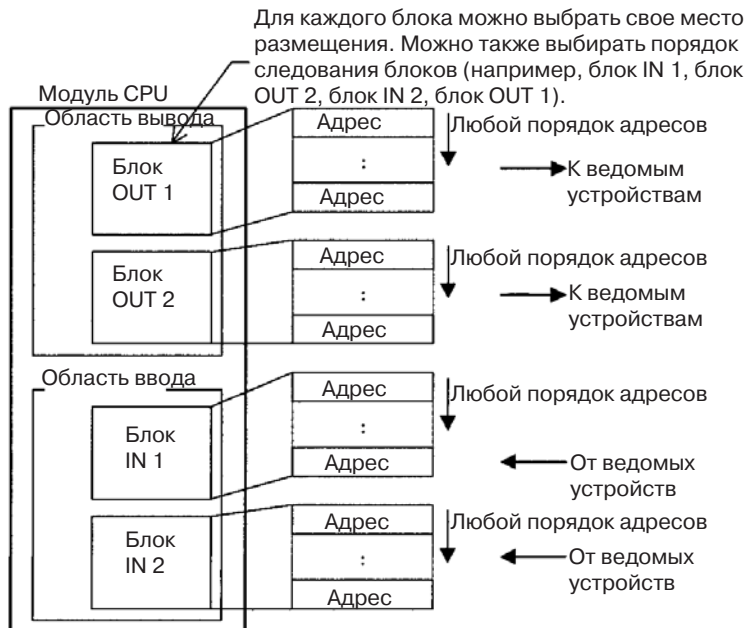 Для каждого блока можно выбрать свое место
размещения. Можно также выбирать порядок
следования блоков (например, блок IN 1, блок
OUT 2, блок IN 2, блок OUT 1).
Модуль CPU
Область вывода
Блок
OUT 1
Адрес
:
Адрес
Любой порядок адресов
К ведомым
устройствам
Блок
OUT 2
Адрес
:
Адрес
Любой порядок адресов
К ведомым
устройствам
Область ввода
Блок
IN 1
Адрес
:
Адрес
Любой порядок адресов
От ведомых
устройств
Блок
IN 2
Адрес
:
Адрес
Любой порядок адресов
От ведомых
устройств